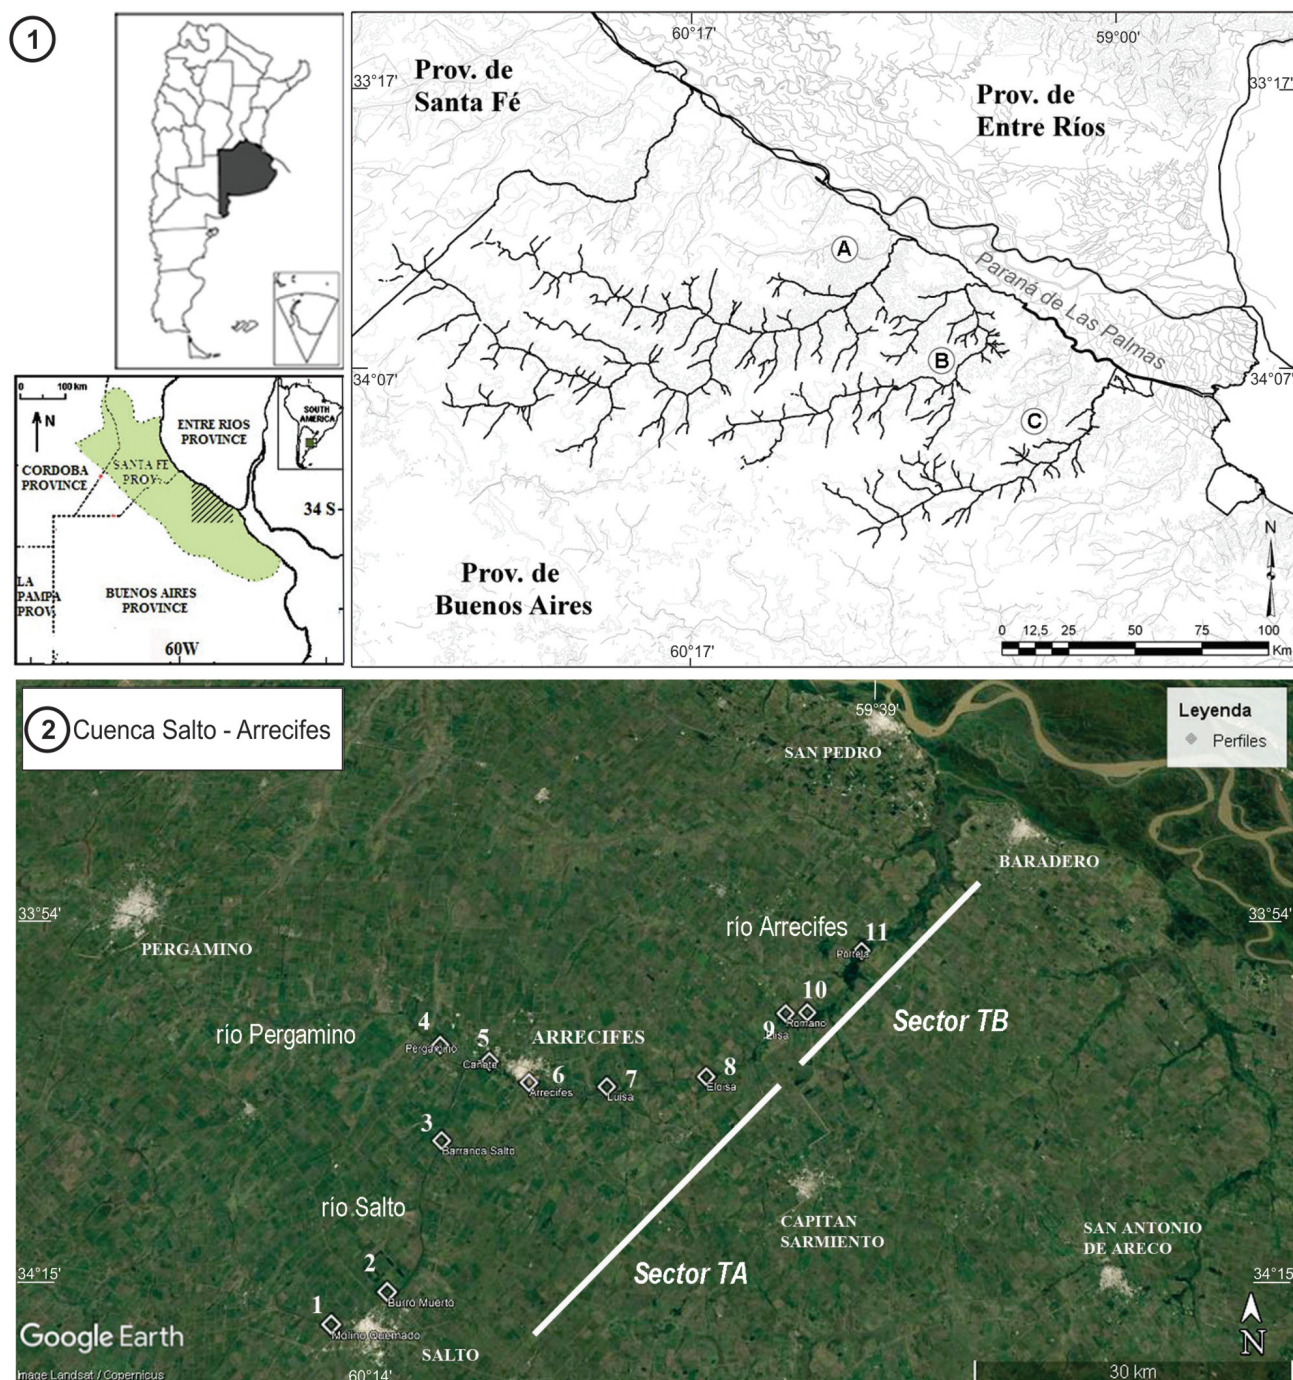 1
60°17'
59°00'
33°17'
33°17'
Prov. de
Santa Fé
Prov. de
Entre Ríos
A
Paraná de Las Palmas
B
34°07'
34°07'
C
Prov. de
Buenos Aires
N
0 12,5 25 50 75 100
Km
60°17'
0 100 km
N
SOUTH
AMERICA
ENTRE RIOS
PROVINCE
CORDOBA
PROVINCE
SANTA FE
PROV.
34 S
LA
PAMPA
PROV.
BUENOS AIRES
PROVINCE
60W
2
Cuenca Salto - Arrecifes
59°39'
Leyenda
Perfiles
SAN PEDRO
BARADERO
33°54'
33°54'
PERGAMINO
río Arrecifes
11
Portela
10
Romano
9
Elisa
Sector TB
río Pergamino
4
Pergamino
5
Cañete
ARRECIFES
6
Arrecifes
7
Luisa
8
Eloisa
3
Barranca Salto
río Salto
CAPITAN
SARMIENTO
SAN ANTONIO
DE ARECO
2
Burro Muerto
Sector TA
34°15'
34°15'
1
Molino Quemado
SALTO
Google Earth
N
Image Landsat / Copernicus
60°14'
30 km